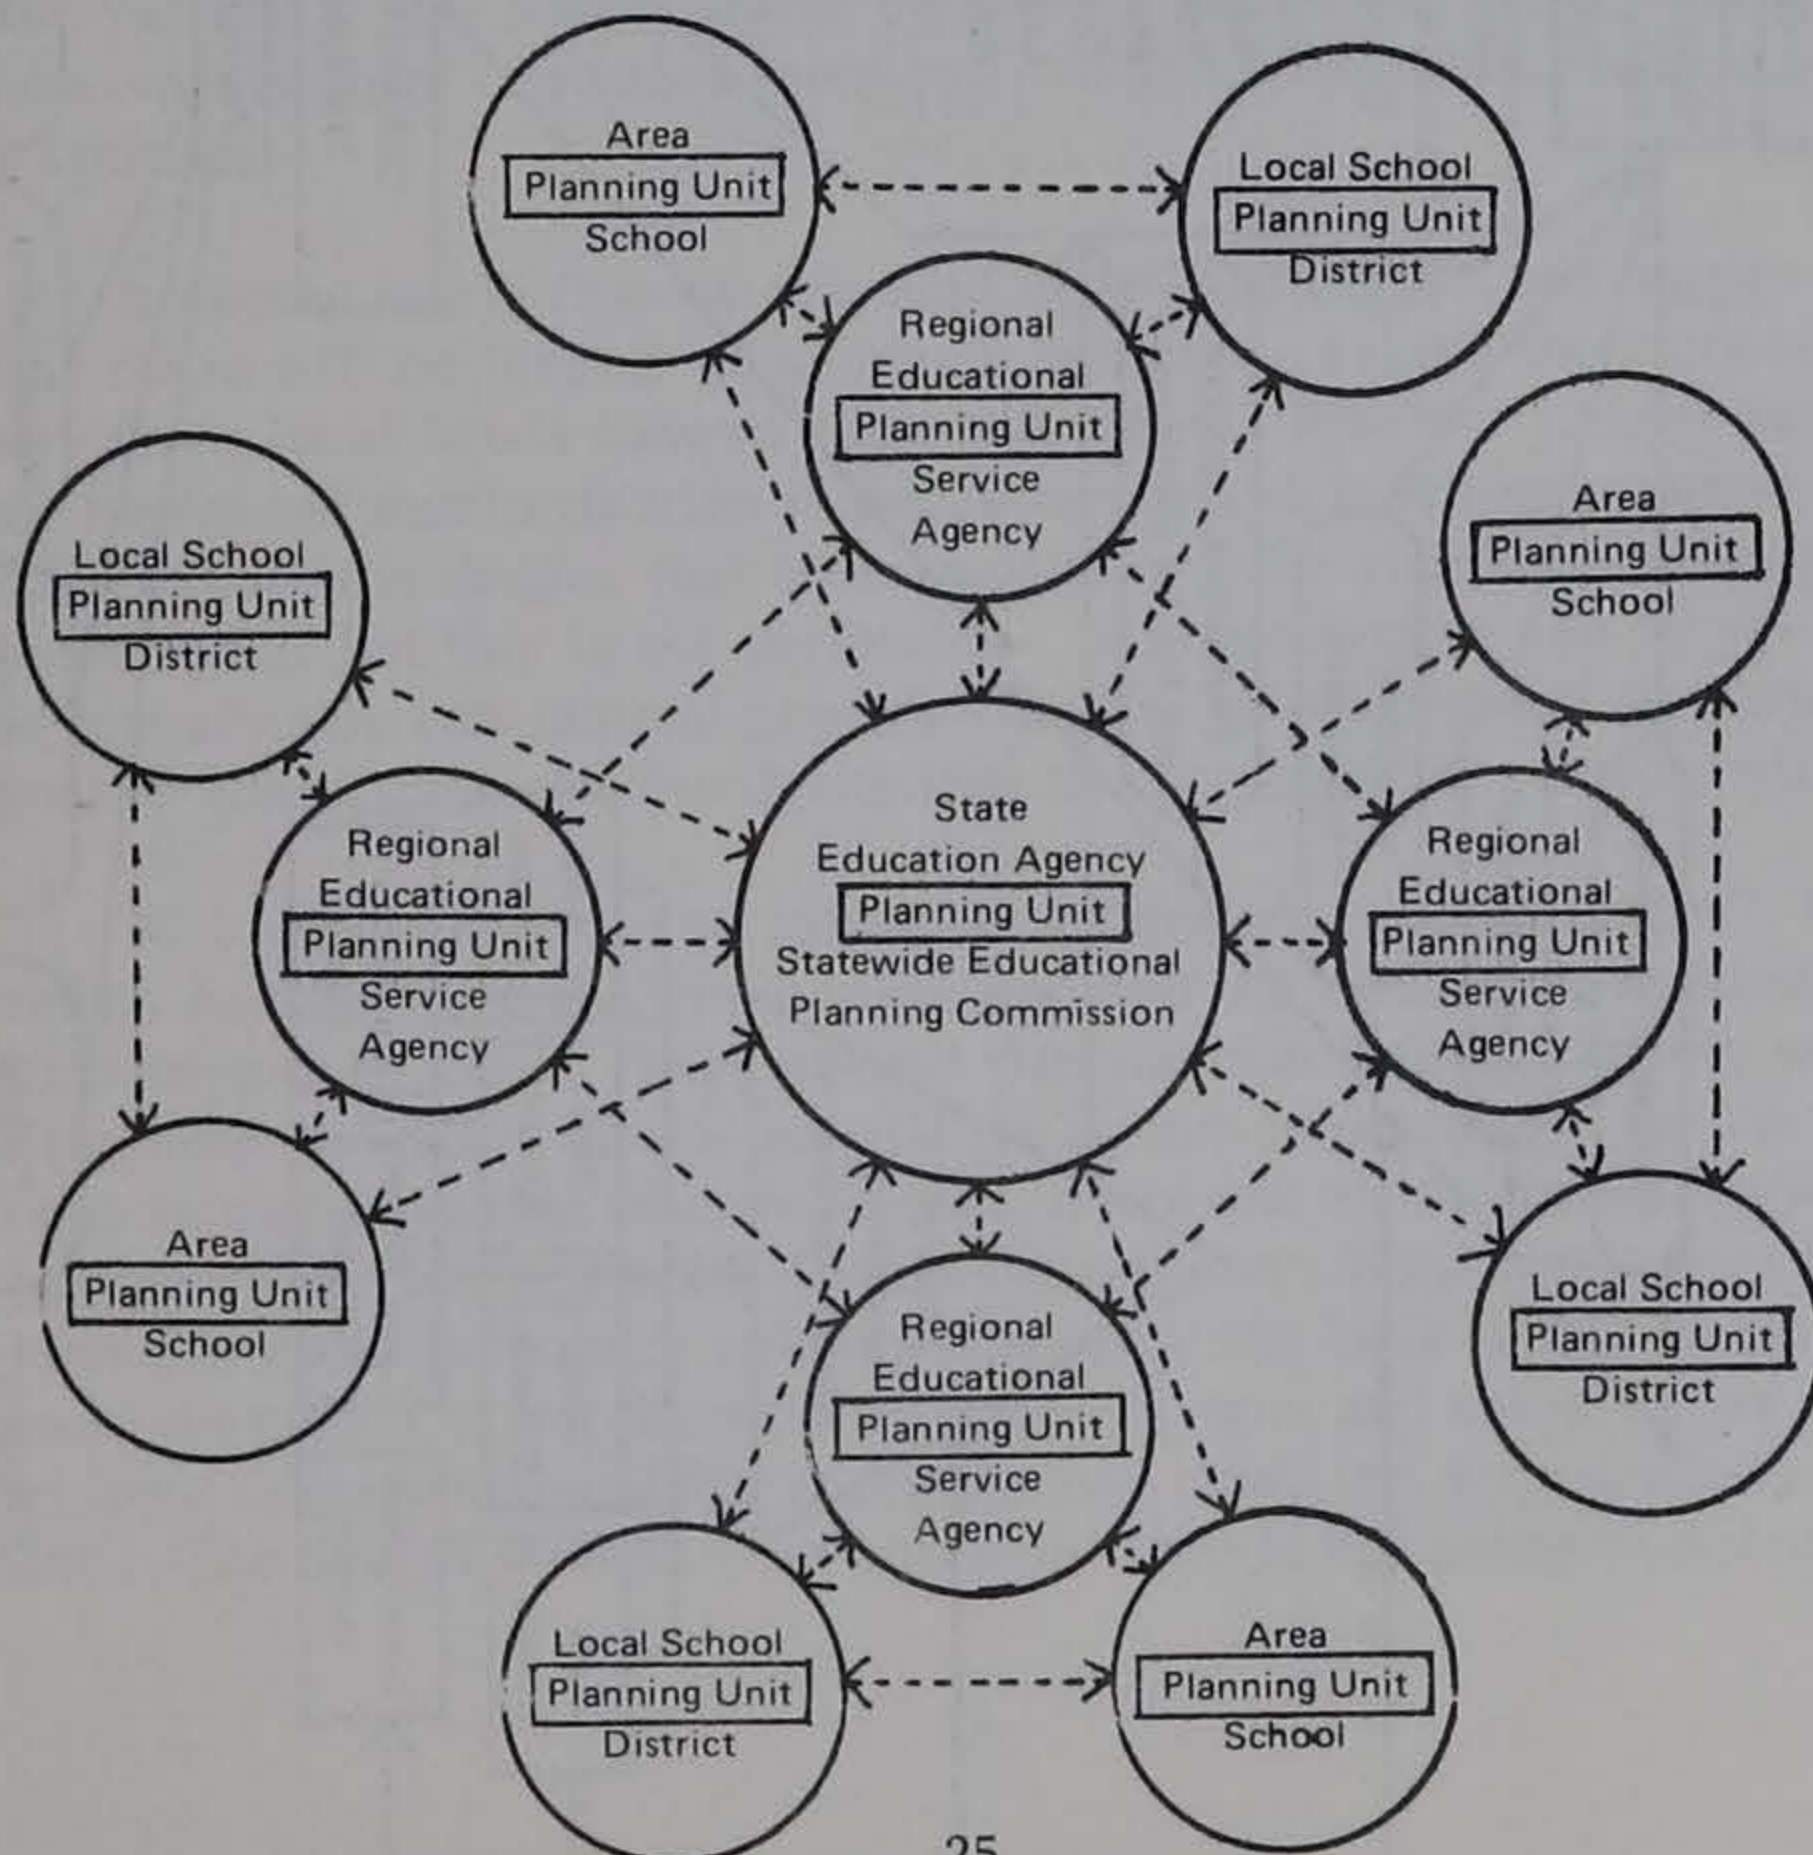 Area
Planning Unit
School
Local School
Planning Unit
District
Regional
Educational
Planning Unit
Service
Agency
Local School
Planning Unit
District
Area
Planning Unit
School
Regional
Educational
Planning Unit
Service
Agency
State
Education Agency
Planning Unit
Statewide Educational
Planning Commission
Regional
Educational
Planning Unit
Service
Agency
Area
Planning Unit
School
Local School
Planning Unit
District
Regional
Educational
Planning Unit
Service
Agency
Local School
Planning Unit
District
Area
Planning Unit
School
25